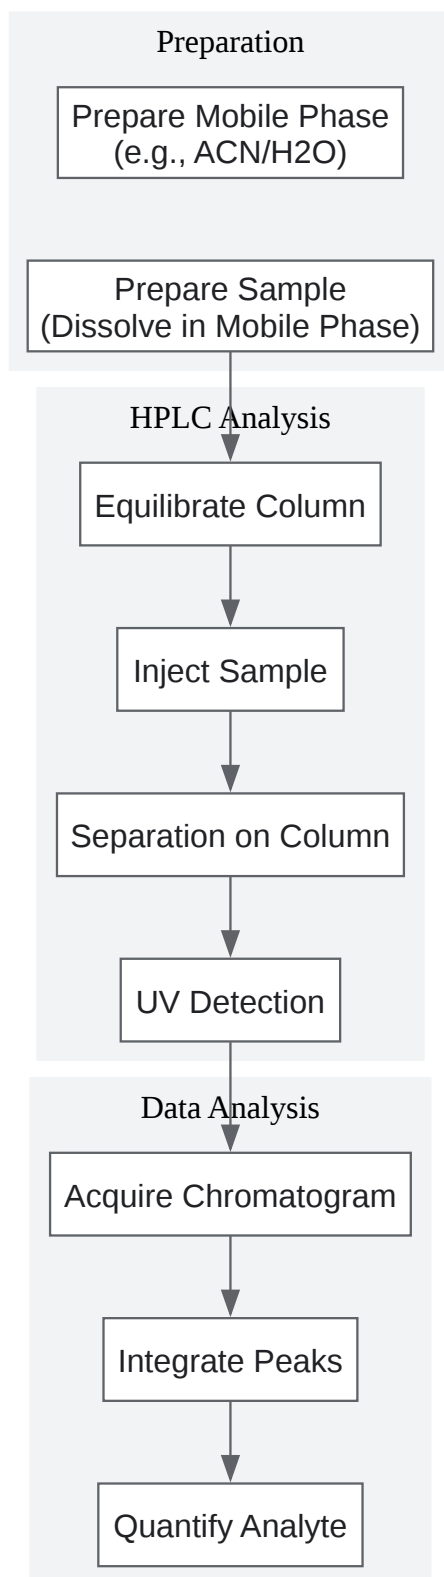 Preparation
Prepare Mobile Phase
(e.g., ACN/H2O)
Prepare Sample
(Dissolve in Mobile Phase)
HPLC Analysis
Equilibrate Column
Inject Sample
Separation on Column
UV Detection
Data Analysis
Acquire Chromatogram
Integrate Peaks
Quantify Analyte